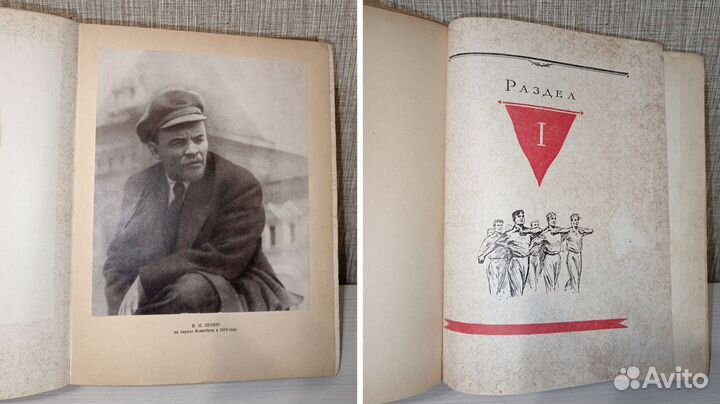 В. И. ЛЕНИН
на параде Всевобуча в 1919 году
РАЗДЕЛ
I
Avito